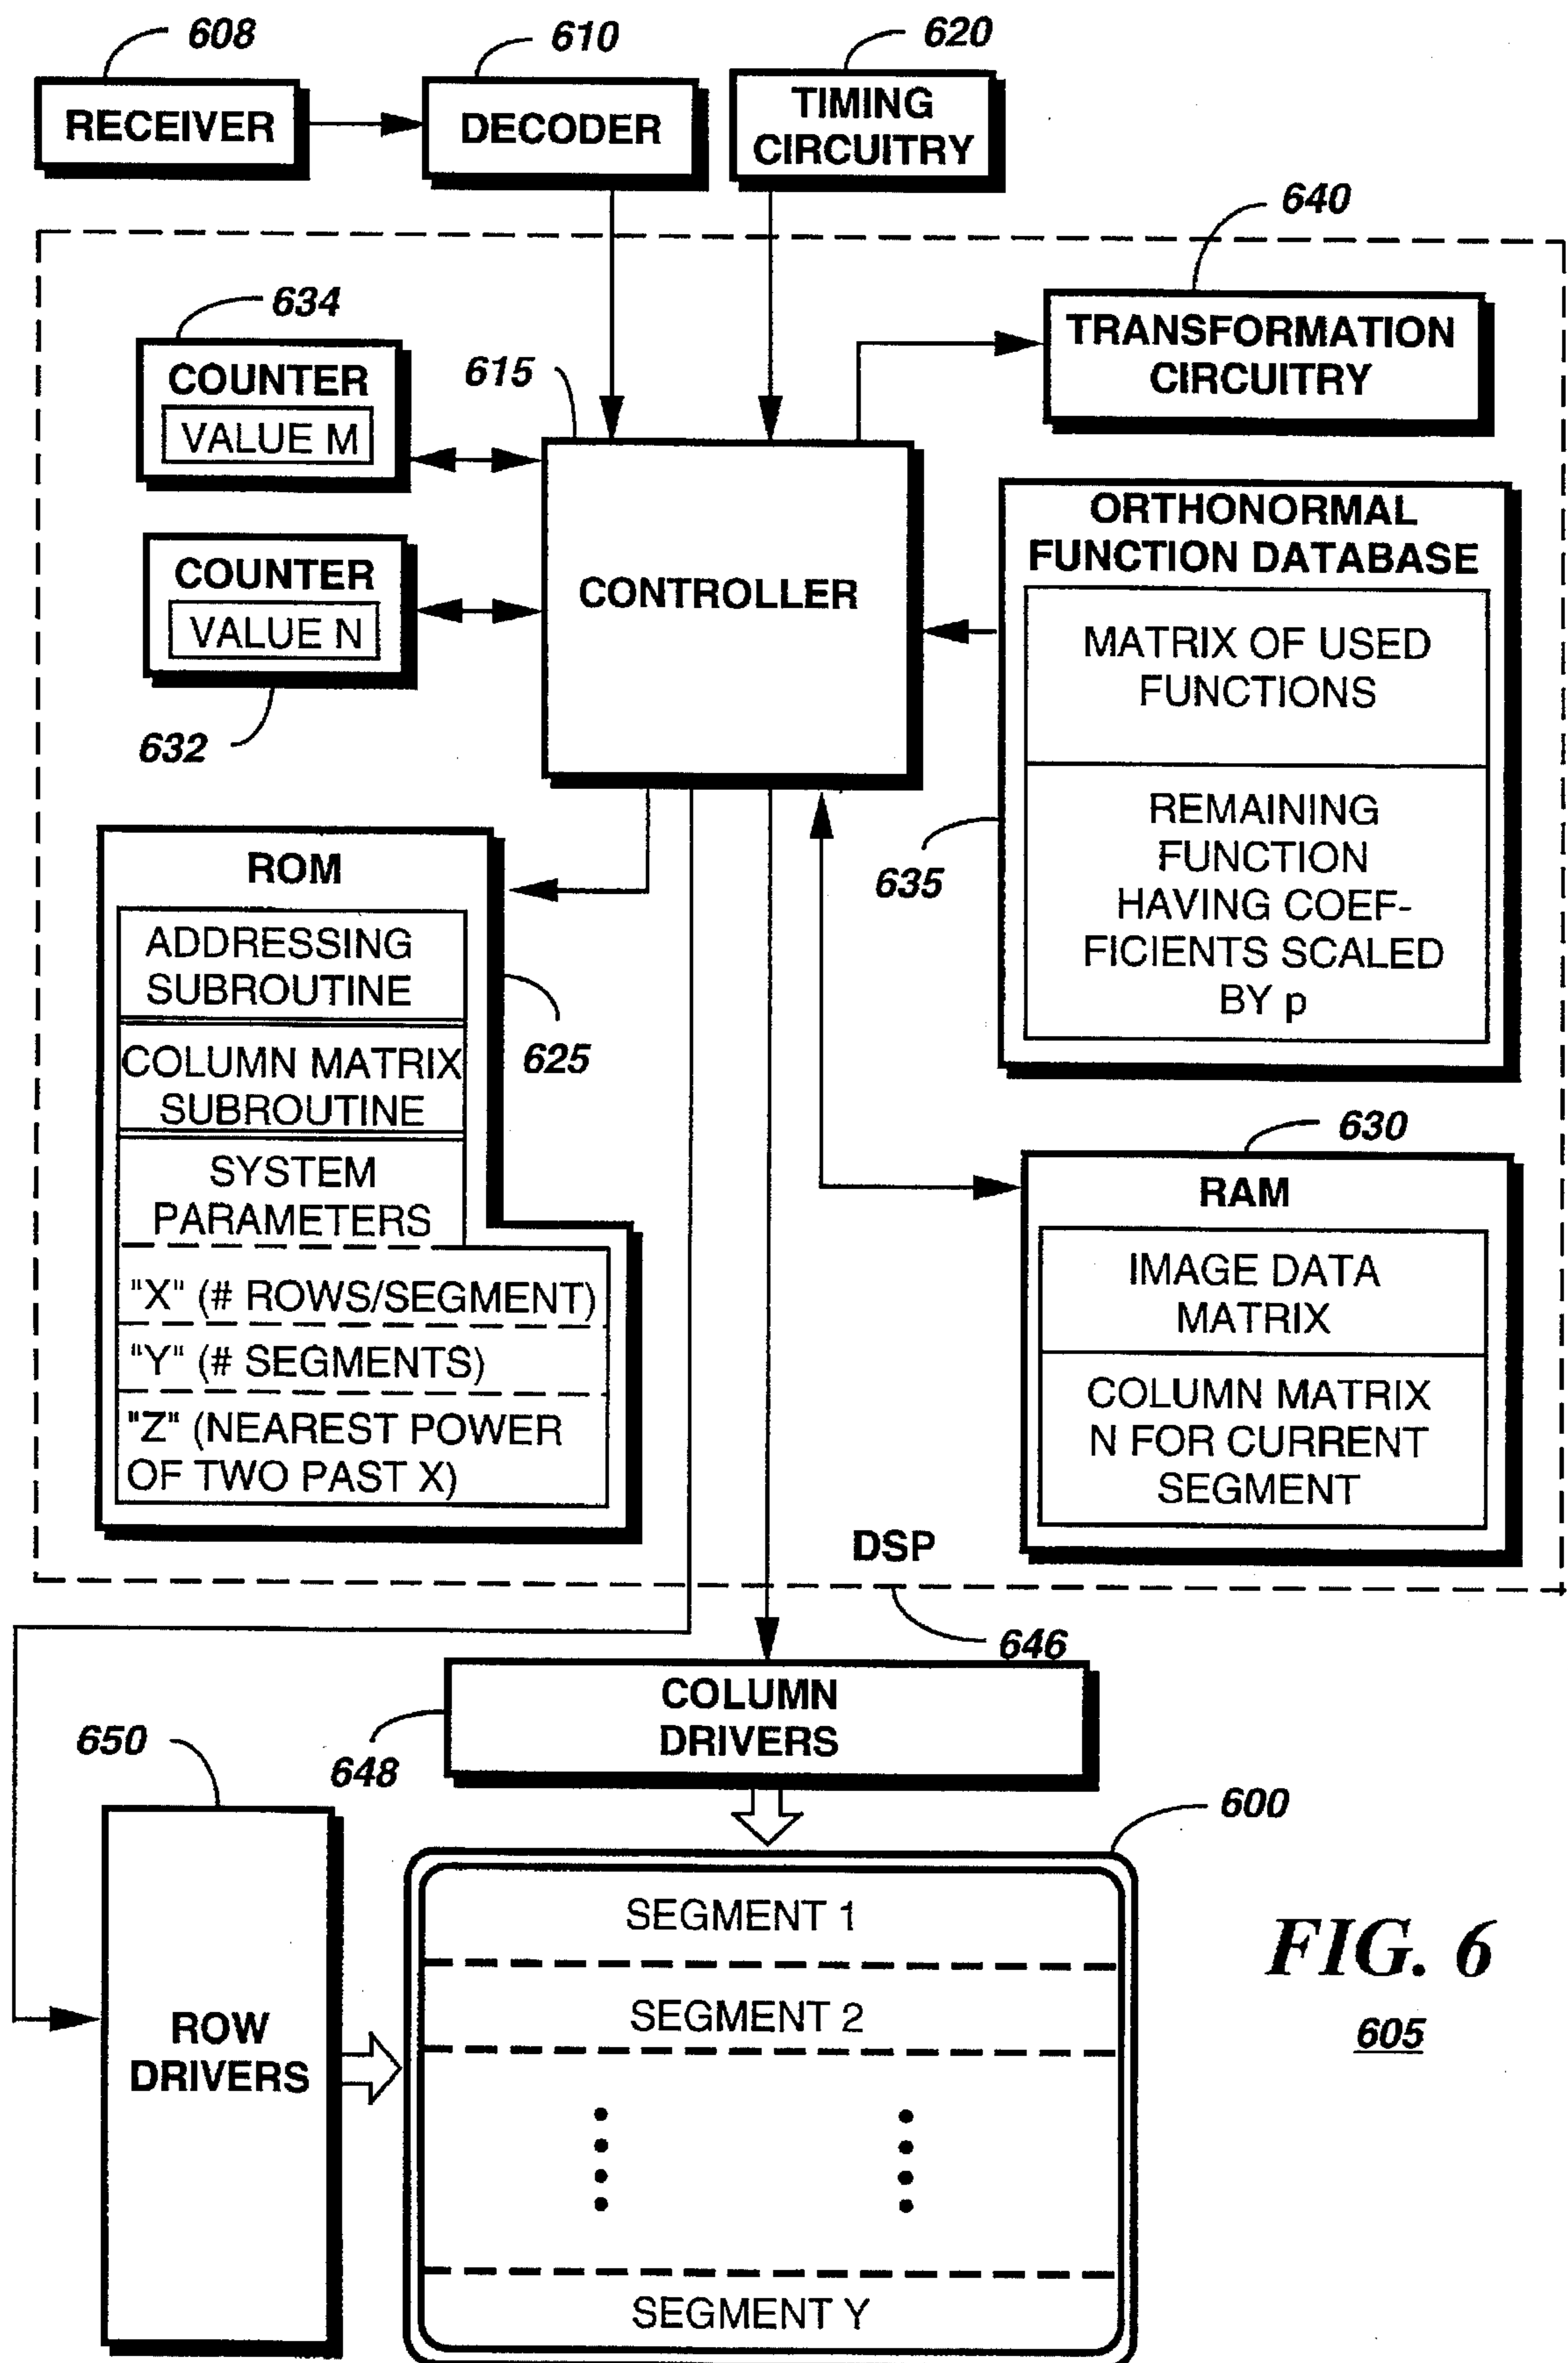 608
610
620
RECEIVER
DECODER
TIMING
CIRCUITRY
640
634
COUNTER
VALUE M
615
TRANSFORMATION
CIRCUITRY
COUNTER
VALUE N
632
CONTROLLER
ORTHONORMAL
FUNCTION DATABASE
MATRIX OF USED
FUNCTIONS
REMAINING
FUNCTION
HAVING COEF-
FICIENTS SCALED
BY p
635
ROM
ADDRESSING
SUBROUTINE
COLUMN MATRIX
SUBROUTINE
SYSTEM
PARAMETERS
"X" (# ROWS/SEGMENT)
"Y" (# SEGMENTS)
"Z" (NEAREST POWER
OF TWO PAST X)
625
630
RAM
IMAGE DATA
MATRIX
COLUMN MATRIX
N FOR CURRENT
SEGMENT
DSP
646
COLUMN
DRIVERS
648
650
600
ROW
DRIVERS
SEGMENT 1
SEGMENT 2
SEGMENT Y
FIG. 6
605